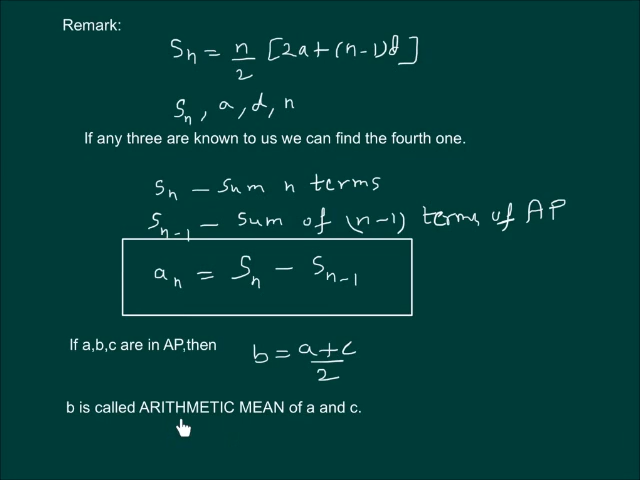 Remark:
Sn = n/2 [2a+(n-1)d]
Sn, a, d, n
If any three are known to us we can find the fourth one.
Sn - sum n terms
Sn-1 - sum of (n-1) terms of AP
an = Sn - Sn-1
If a,b,c are in AP,then b = a+c/2
b is called ARITHMETIC MEAN of a and c.